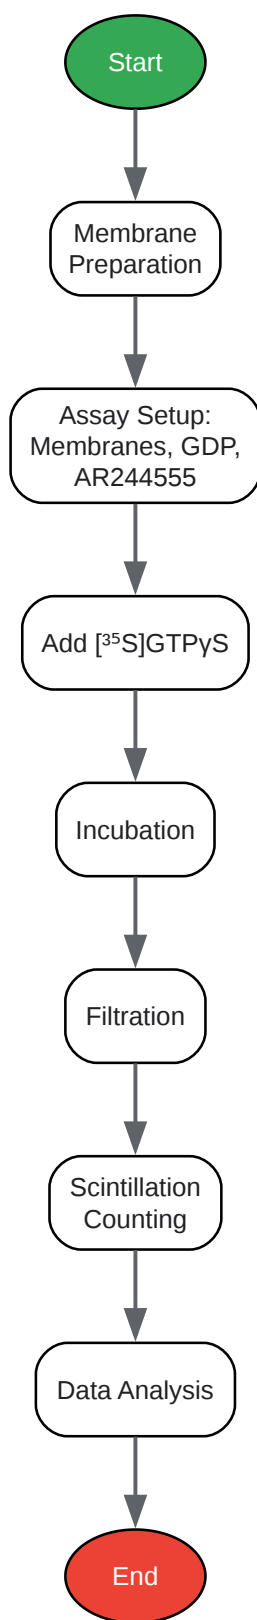 Start
Membrane
Preparation
Assay Setup:
Membranes, GDP,
AR244555
Add [³⁵S]GTPγS
Incubation
Filtration
Scintillation
Counting
Data Analysis
End